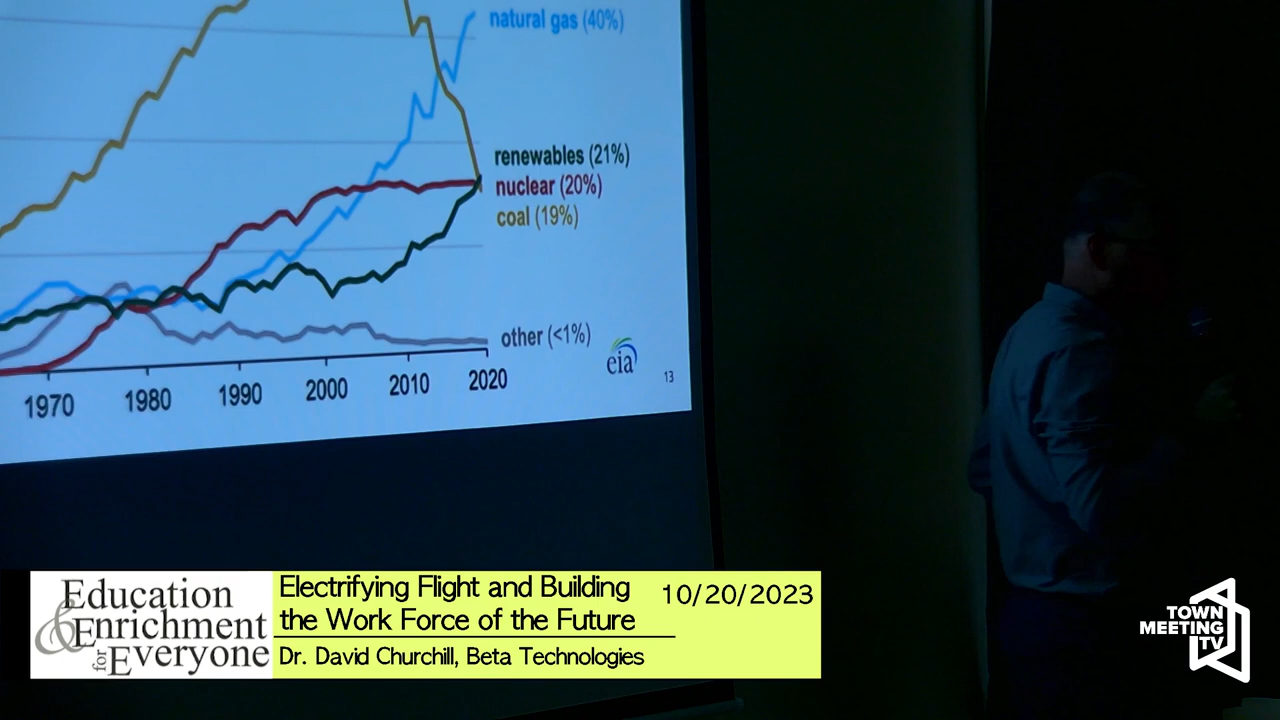 natural gas (40%)
renewables (21%)
nuclear (20%)
coal (19%)
other (<1%)
eia
13
1970 1980 1990 2000 2010 2020
Education
& Enrichment
for Everyone
Electrifying Flight and Building
the Work Force of the Future
10/20/2023
Dr. David Churchill, Beta Technologies
TOWN
MEETING
TV